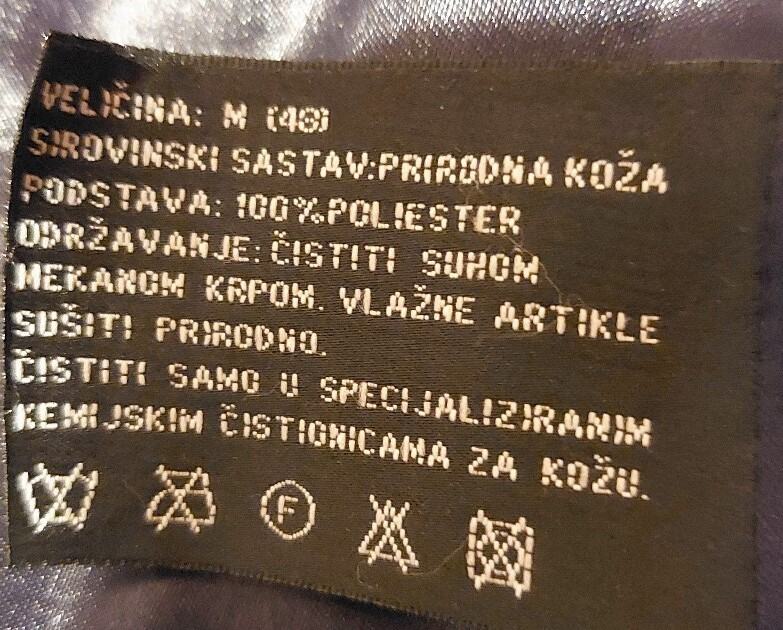 VELIČINA: M (48)
SIROVINSKI SASTAV:PRIRODNA KOŽA
PODSTAVA: 100%POLIESTER
ODRŽAVANJE: ČISTITI SUHOM
MEKANOM KRPOM. VLAŽNE ARTIKLE
SUŠITI PRIRODNO.
ČISTITI SAMO U SPECIJALIZIRANIM
KEMIJSKIM ČISTIONICAMA ZA KOŽU.
F